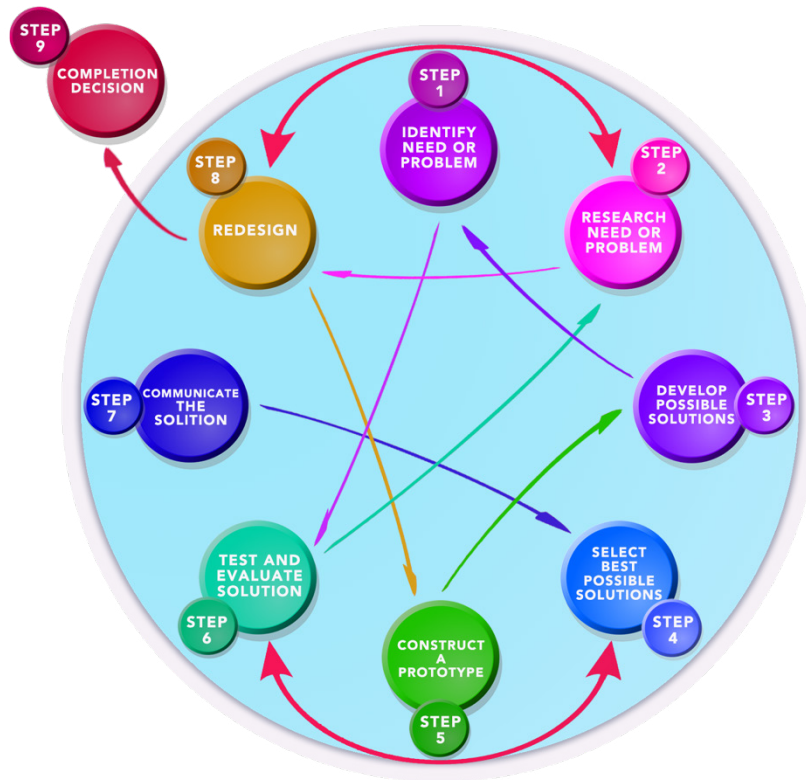 STEP
9
COMPLETION
DECISION
STEP
1
IDENTIFY
NEED OR
PROBLEM
STEP
2
RESEARCH
NEED OR
PROBLEM
STEP
3
DEVELOP
POSSIBLE
SOLUTIONS
STEP
4
SELECT
BEST
POSSIBLE
SOLUTIONS
STEP
5
CONSTRUCT
A
PROTOTYPE
STEP
6
TEST AND
EVALUATE
SOLUTION
STEP
7
COMMUNICATE
THE
SOLITION
STEP
8
REDESIGN